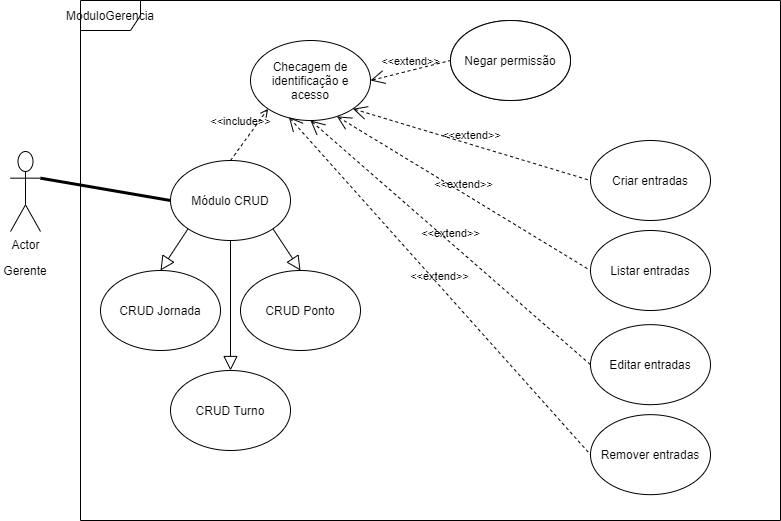 MóduloGerencia
Checagem de
identificação e
acesso
<<extend>>
Negar permissão
<<include>>
<<extend>>
Criar entradas
Módulo CRUD
<<extend>>
Listar entradas
<<extend>>
Actor
Gerente
<<extend>>
CRUD Jornada
CRUD Ponto
Editar entradas
CRUD Turno
Remover entradas